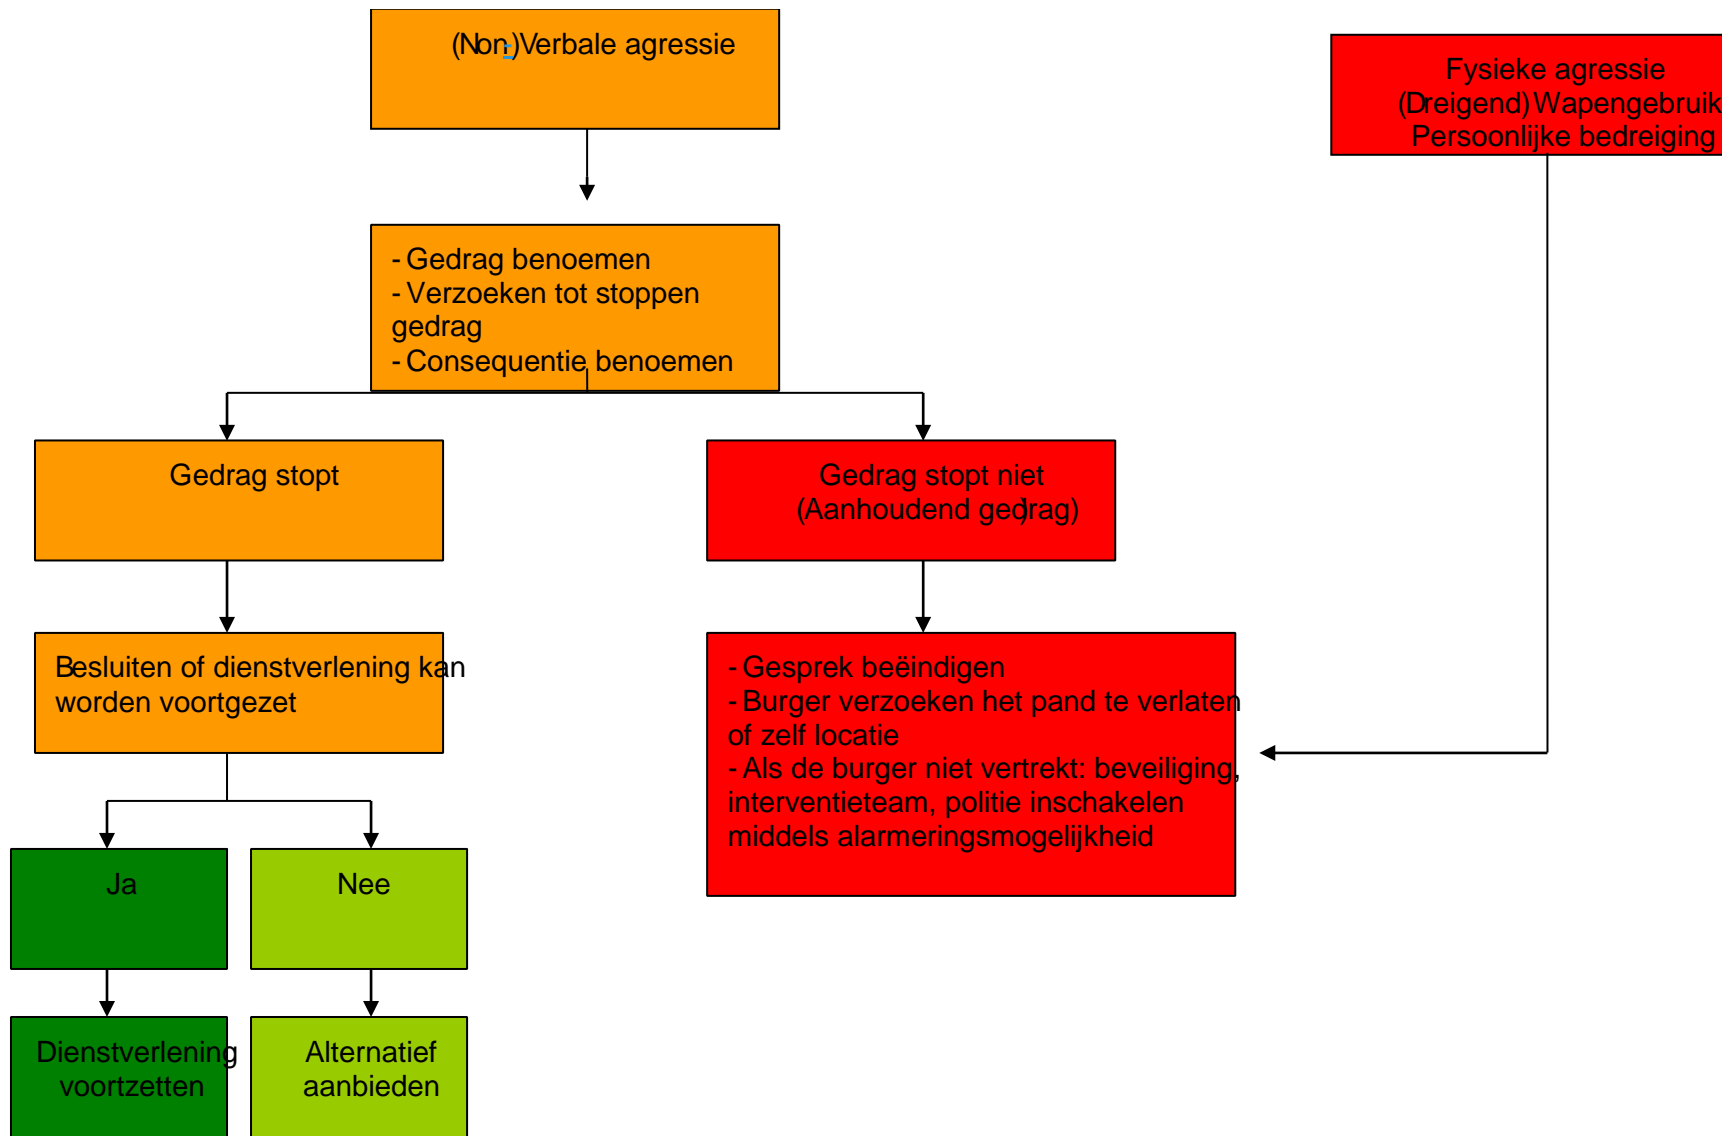 (Non-)Verbale agressie
Fysieke agressie
(Dreigend) Wapengebruik
Persoonlijke bedreiging
- Gedrag benoemen
- Verzoeken tot stoppen
gedrag
- Consequentie benoemen
Gedrag stopt
Gedrag stopt niet
(Aanhoudend gedrag)
Besluiten of dienstverlening kan
worden voortgezet
- Gesprek beëindigen
- Burger verzoeken het pand te verlaten
of zelf locatie
- Als de burger niet vertrekt: beveiliging,
interventieteam, politie inschakelen
middels alarmeringsmogelijkheid
Ja
Nee
Dienstverlening
voortzetten
Alternatief
aanbieden